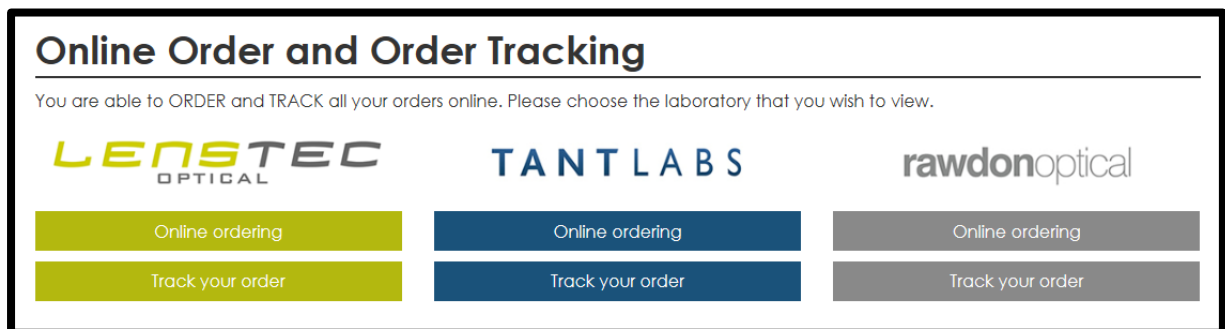 Online Order and Order Tracking
You are able to ORDER and TRACK all your orders online. Please choose the laboratory that you wish to view.
LENSTEC
OPTICAL
TANTLABS
rawdonoptical
Online ordering
Online ordering
Online ordering
Track your order
Track your order
Track your order